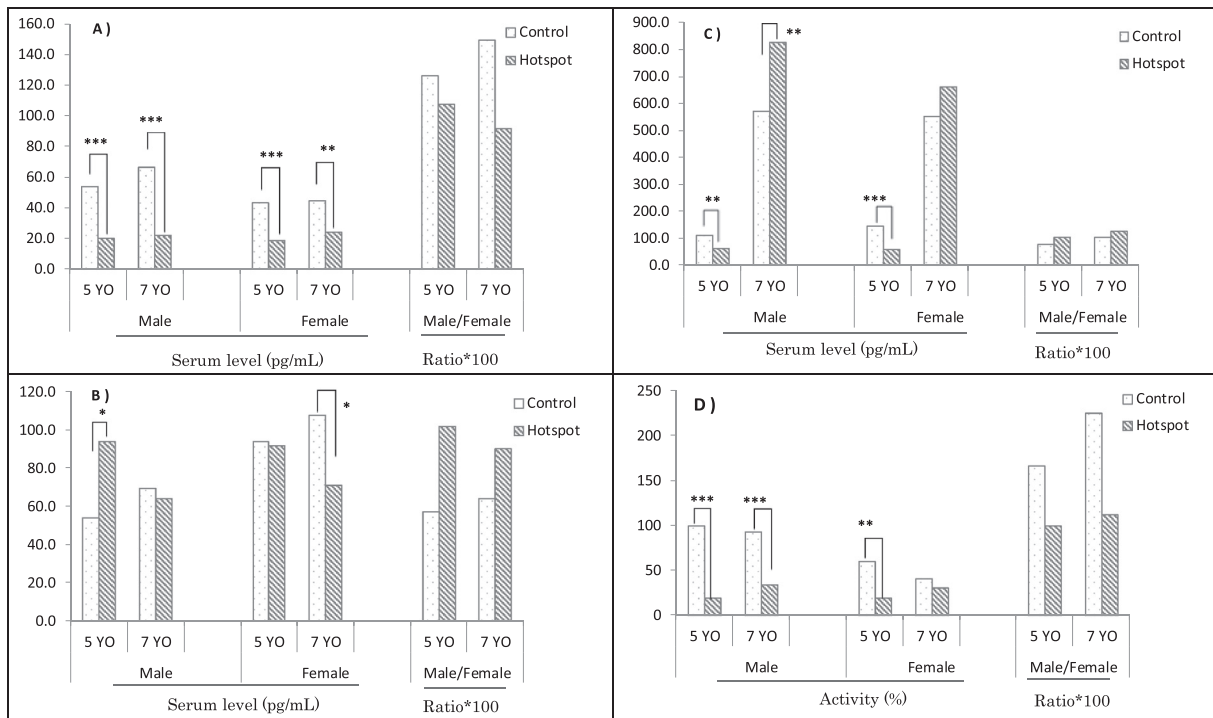 A)
160.0
140.0
120.0
100.0
80.0
60.0
40.0
20.0
0.0
Control
Hotspot
***
***
***
**
5 YO 7 YO 5 YO 7 YO 5 YO 7 YO
Male Female Male/Female
Serum level (pg/mL) Ratio*100
C)
900.0
800.0
700.0
600.0
500.0
400.0
300.0
200.0
100.0
0.0
Control
Hotspot
**
**
***
5 YO 7 YO 5 YO 7 YO 5 YO 7 YO
Male Female Male/Female
Serum level (pg/mL) Ratio*100
B)
120.0
100.0
80.0
60.0
40.0
20.0
0.0
Control
Hotspot
*
*
5 YO 7 YO 5 YO 7 YO 5 YO 7 YO
Male Female Male/Female
Serum level (pg/mL) Ratio*100
D)
250
200
150
100
50
0
Control
Hotspot
***
***
**
5 YO 7 YO 5 YO 7 YO 5 YO 7 YO
Male Female Male/Female
Activity (%) Ratio*100